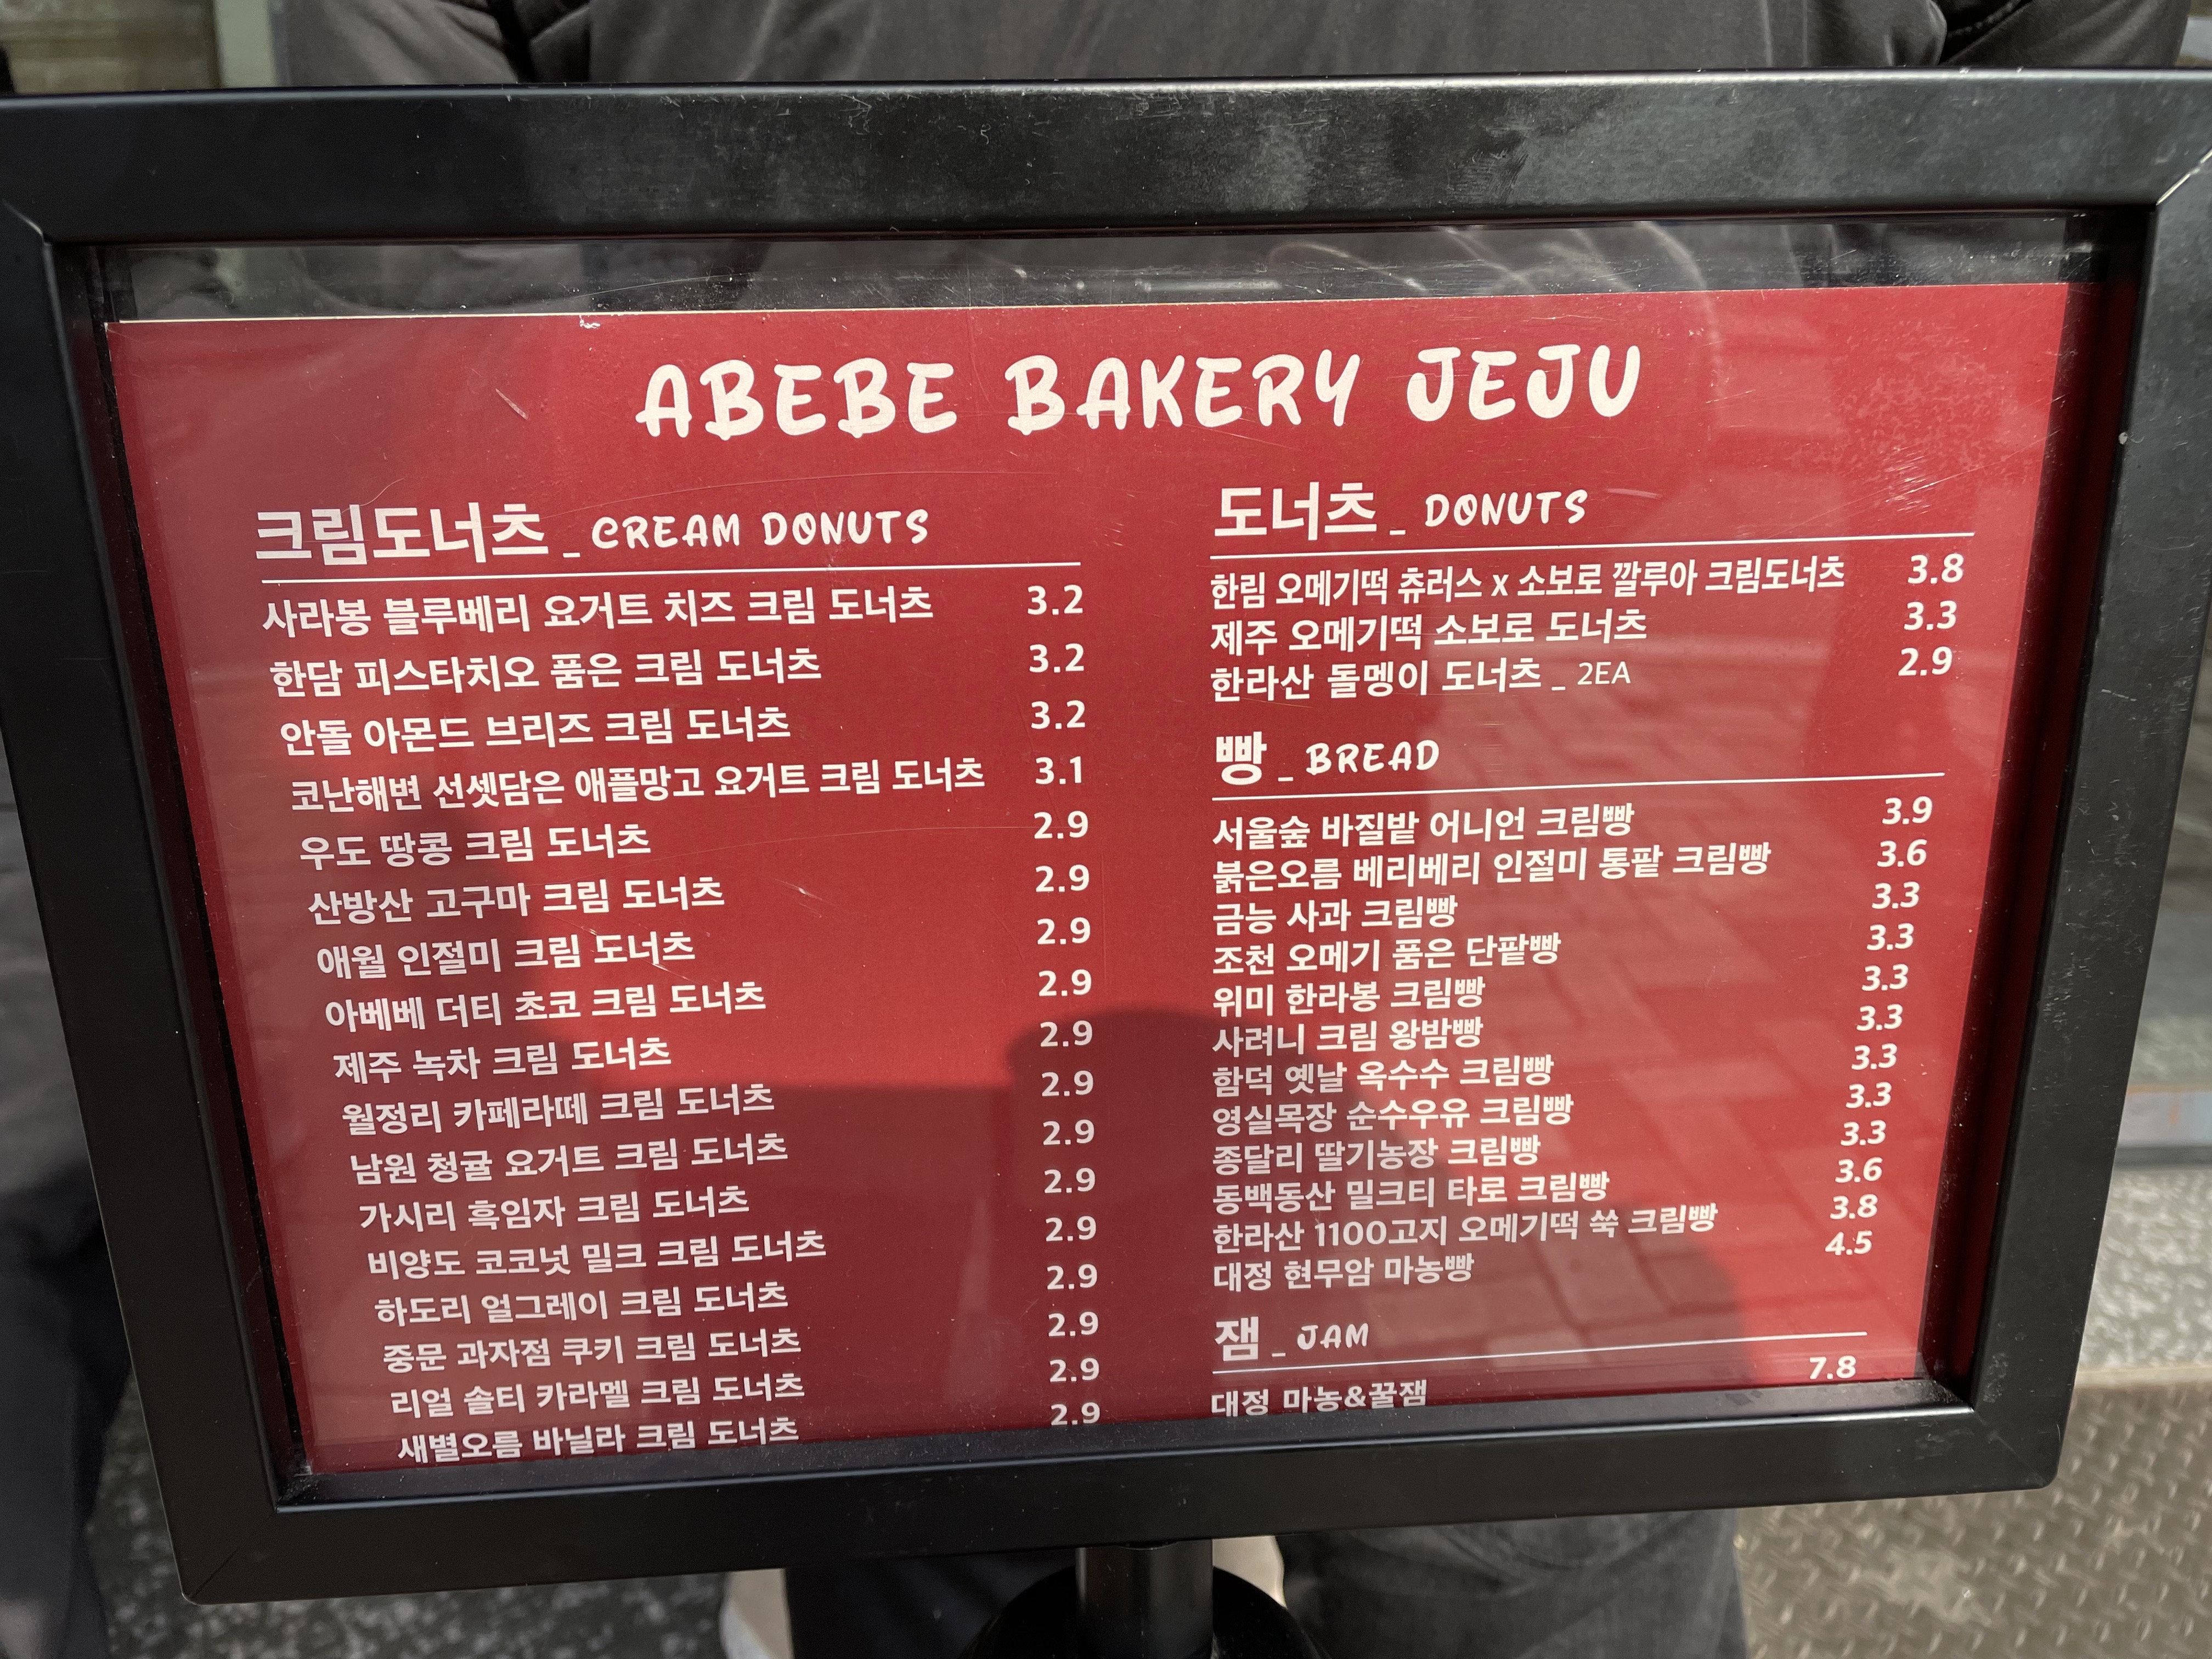 ABEBE BAKERY JEJU
크림도너츠 _ CREAM DONUTS
사라봉 블루베리 요거트 치즈 크림 도너츠 3.2
한담 피스타치오 품은 크림 도너츠 3.2
안돌 아몬드 브리즈 크림 도너츠 3.2
코난해변 선셋담은 애플망고 요거트 크림 도너츠 3.1
우도 땅콩 크림 도너츠 2.9
산방산 고구마 크림 도너츠 2.9
애월 인절미 크림 도너츠 2.9
아베베 더티 초코 크림 도너츠 2.9
제주 녹차 크림 도너츠 2.9
월정리 카페라떼 크림 도너츠 2.9
남원 청귤 요거트 크림 도너츠 2.9
가시리 흑임자 크림 도너츠 2.9
비양도 코코넛 밀크 크림 도너츠 2.9
하도리 얼그레이 크림 도너츠 2.9
중문 과자점 쿠키 크림 도너츠 2.9
리얼 솔티 카라멜 크림 도너츠 2.9
새별오름 바닐라 크림 도너츠 2.9
도너츠 _ DONUTS
한림 오메기떡 츄러스 x 소보로 깔루아 크림도너츠 3.8
제주 오메기떡 소보로 도너츠 3.3
한라산 돌멩이 도너츠 _ 2EA 2.9
빵 _ BREAD
서울숲 바질밭 어니언 크림빵 3.9
붉은오름 베리베리 인절미 통팥 크림빵 3.6
금능 사과 크림빵 3.3
조천 오메기 품은 단팥빵 3.3
위미 한라봉 크림빵 3.3
사려니 크림 왕밤빵 3.3
함덕 옛날 옥수수 크림빵 3.3
영실목장 순수우유 크림빵 3.3
종달리 딸기농장 크림빵 3.3
동백동산 밀크티 타로 크림빵 3.6
한라산 1100고지 오메기떡 쑥 크림빵 3.8
대정 현무암 마농빵 4.5
잼 _ JAM
대정 마농&꿀잼 7.8